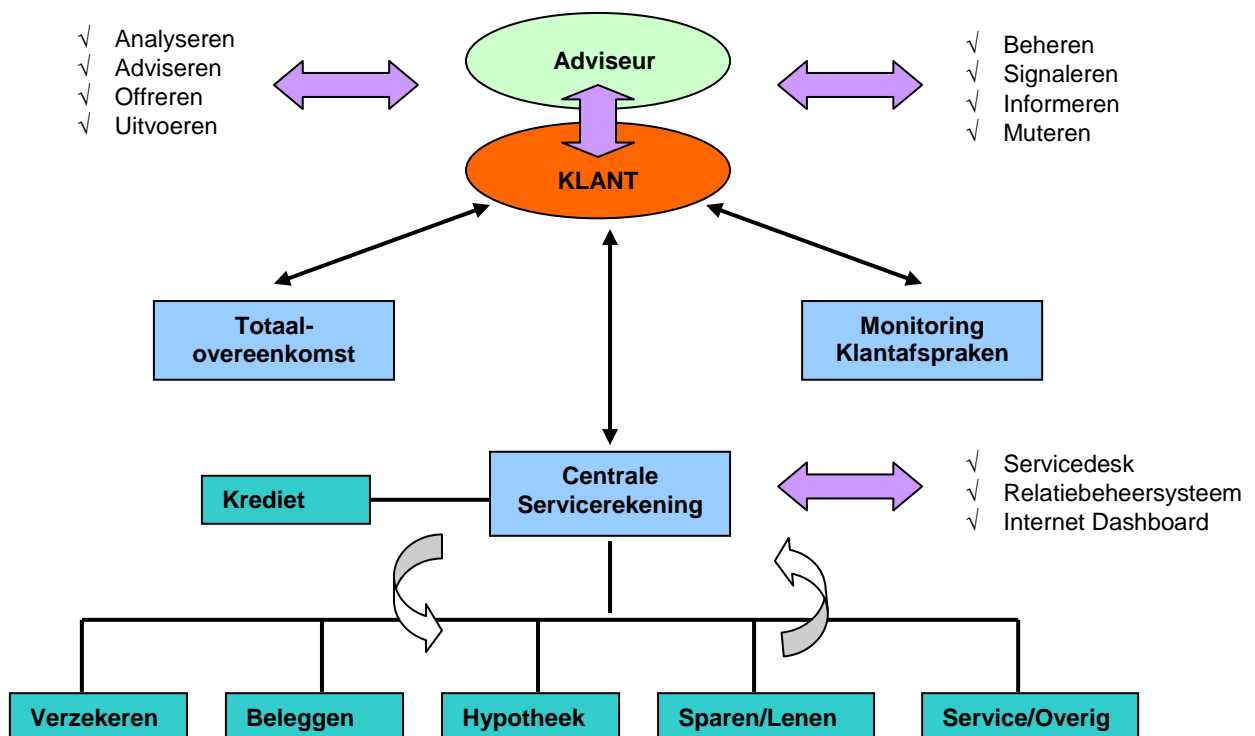 √ Analyseren
√ Adviseren
√ Offreren
√ Uitvoeren
Adviseur
KLANT
√ Beheren
√ Signaleren
√ Informeren
√ Muteren
Totaal-
overeenkomst
Monitoring
Klantafspraken
Krediet
Centrale
Servicerekening
√ Servicedesk
√ Relatiebeheersysteem
√ Internet Dashboard
Verzekeren
Beleggen
Hypotheek
Sparen/Lenen
Service/Overig